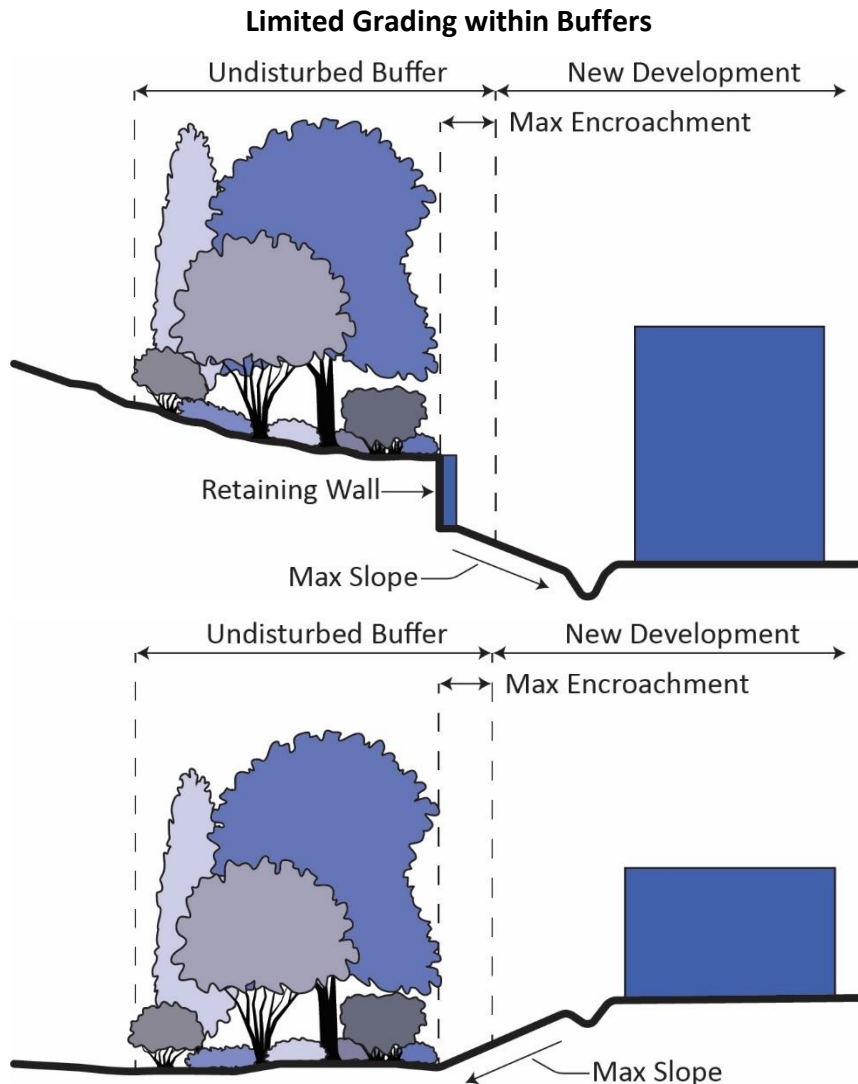 Limited Grading within Buffers
Undisturbed Buffer
New Development
Max Encroachment
Retaining Wall
Max Slope
Undisturbed Buffer
New Development
Max Encroachment
Max Slope